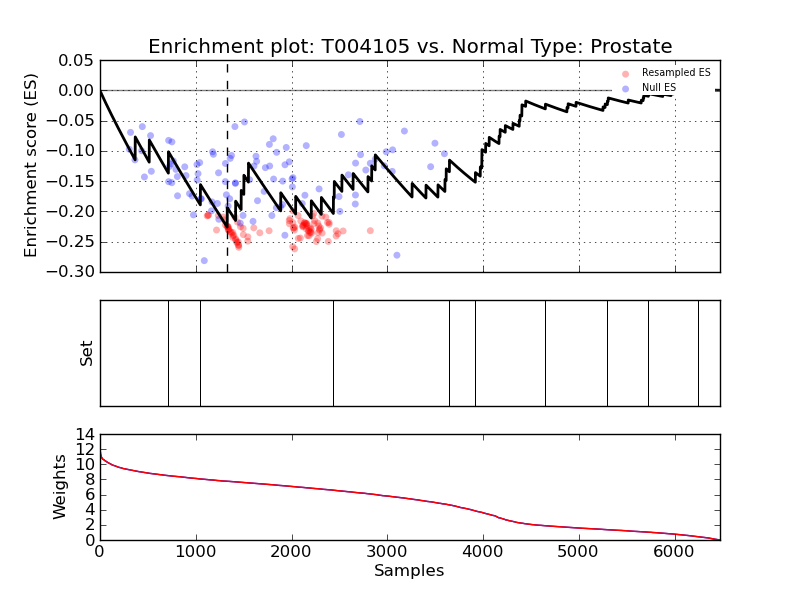 Enrichment plot: T004105 vs. Normal Type: Prostate
Enrichment score (ES)
0.05
0.00
−0.05
−0.10
−0.15
−0.20
−0.25
−0.30
Resampled ES
Null ES
Set
Weights
14
12
10
8
6
4
2
0
0 1000 2000 3000 4000 5000 6000
Samples